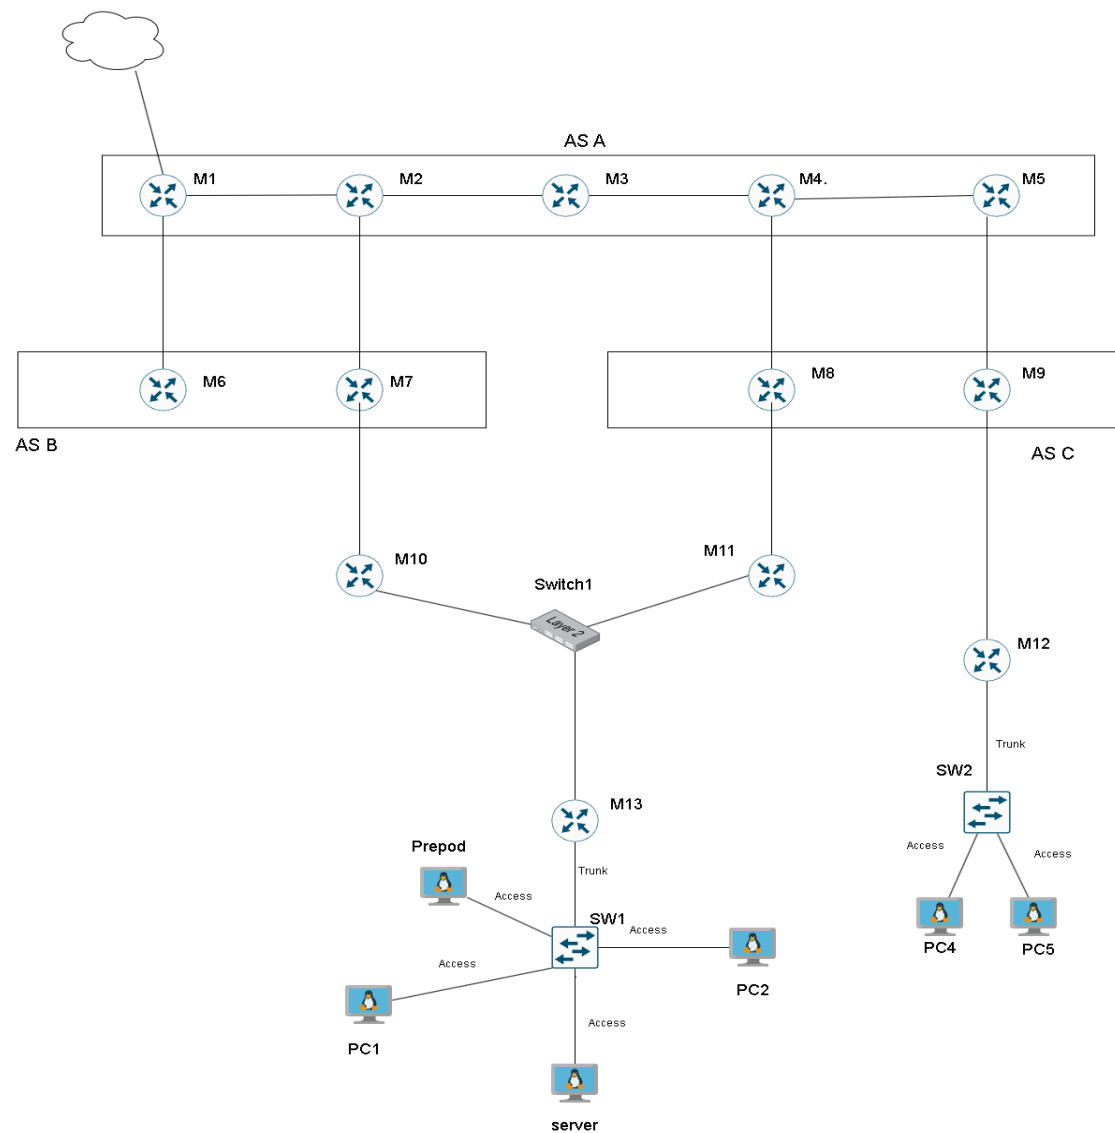 AS A
M1
M2
M3
M4.
M5
M6
M7
M8
M9
AS B
AS C
M10
M11
Switch1
Layer 2
M12
Trunk
SW2
M13
Prepod
Access
Access
Trunk
Access
SW1
Access
PC4
PC5
Access
PC2
Access
PC1
server